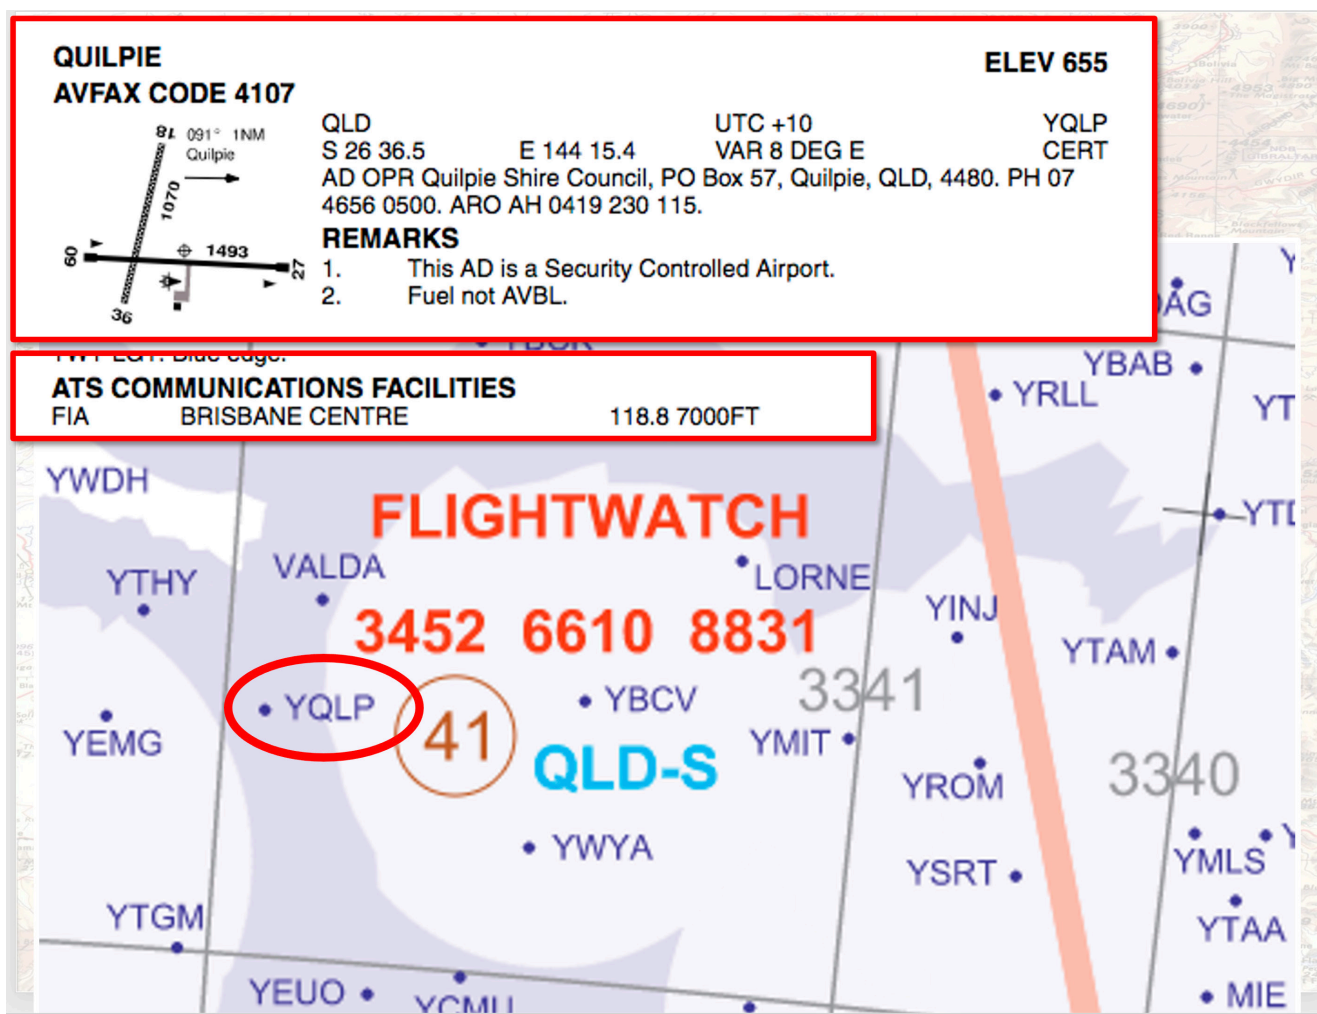 QUILPIE
ELEV 655
AVFAX CODE 4107
QLD UTC +10 YQLP
S 26 36.5 E 144 15.4 VAR 8 DEG E CERT
AD OPR Quilpie Shire Council, PO Box 57, Quilpie, QLD, 4480. PH 07
4656 0500. ARO AH 0419 230 115.
REMARKS
1. This AD is a Security Controlled Airport.
2. Fuel not AVBL.
18
091° 1NM
Quilpie
1070
09
1493
27
36
ATS COMMUNICATIONS FACILITIES
FIA BRISBANE CENTRE 118.8 7000FT
YBAB
YRLL
YT
YWDH
FLIGHTWATCH
YTHY
VALDA
LORNE
3452 6610 8831
YINJ
YTAM
3341
YQLP
41
YBCV
YEMG
QLD-S
YMIT
YROM
3340
YWYA
YSRT
YMLS
YTGM
YTAA
YEUO
YCMU
MIE